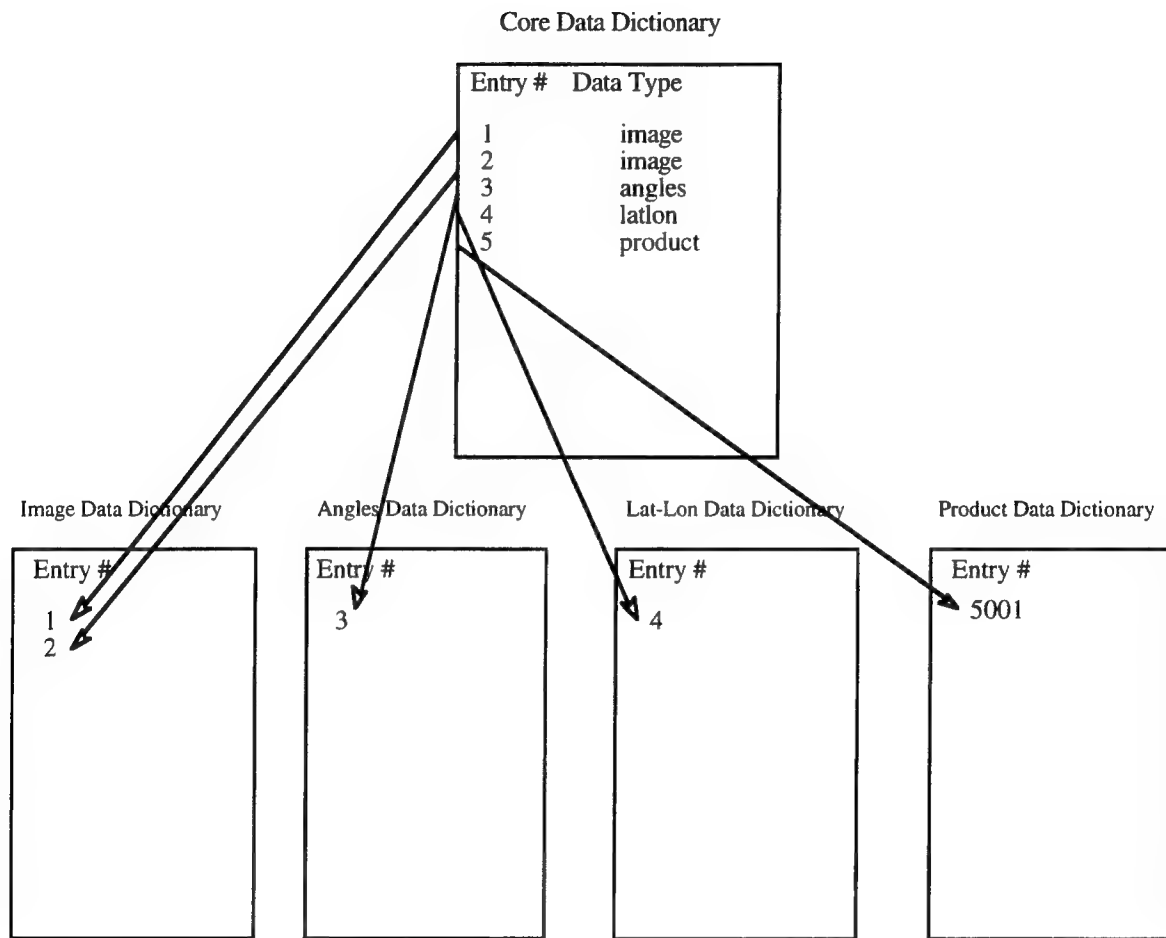 Core Data Dictionary
Entry # Data Type
1 image
2 image
3 angles
4 latlon
5 product
Image Data Dictionary
Entry #
1
2
Angles Data Dictionary
Entry #
3
Lat-Lon Data Dictionary
Entry #
4
Product Data Dictionary
Entry #
5001